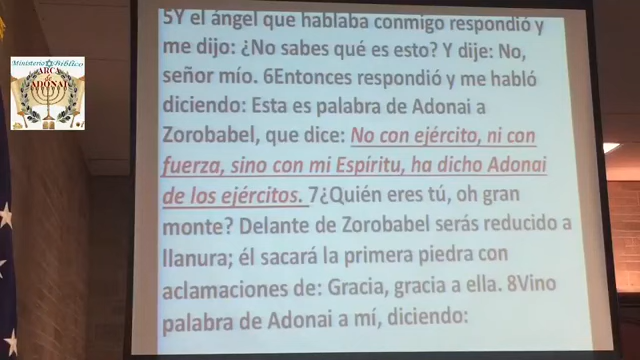 Ministerio Bíblico
ARCA
de
ADONAI
5Y el ángel que hablaba conmigo respondió y
me dijo: ¿No sabes qué es esto? Y dije: No,
señor mío. 6Entonces respondió y me habló
diciendo: Esta es palabra de Adonai a
Zorobabel, que dice: No con ejército, ni con
fuerza, sino con mi Espíritu, ha dicho Adonai
de los ejércitos. 7¿Quién eres tú, oh gran
monte? Delante de Zorobabel serás reducido a
llanura; él sacará la primera piedra con
aclamaciones de: Gracia, gracia a ella. 8Vino
palabra de Adonai a mí, diciendo: